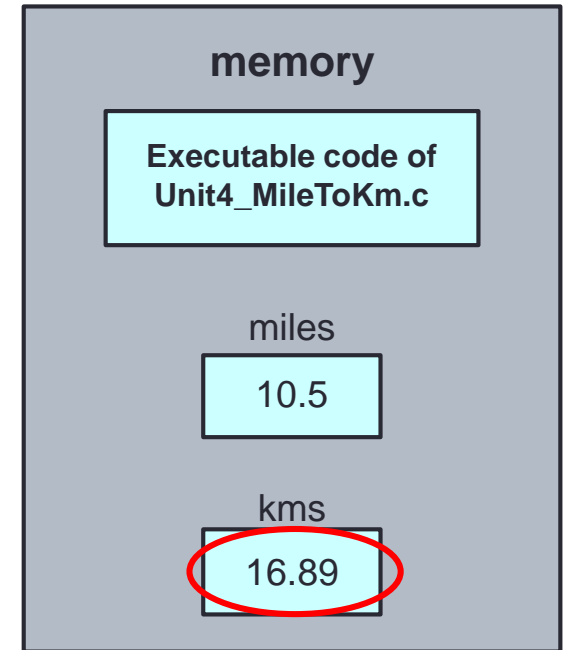 memory
Executable code of
Unit4_MileToKm.c
miles
10.5
kms
16.89